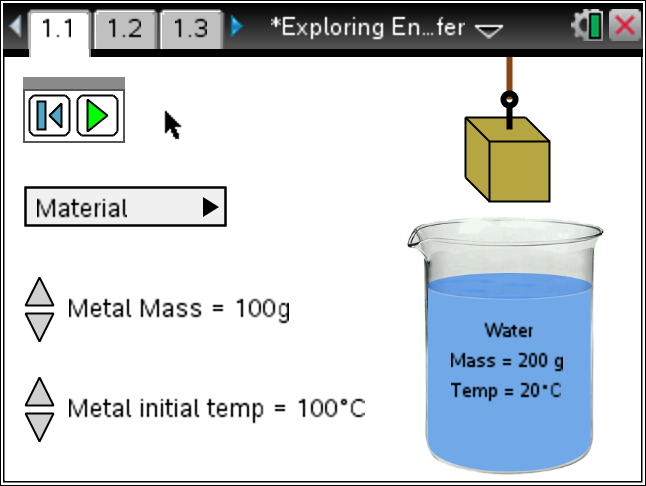 1.1 1.2 1.3 *Exploring En...fer
Material
Metal Mass = 100g
Metal initial temp = 100°C
Water
Mass = 200 g
Temp = 20°C